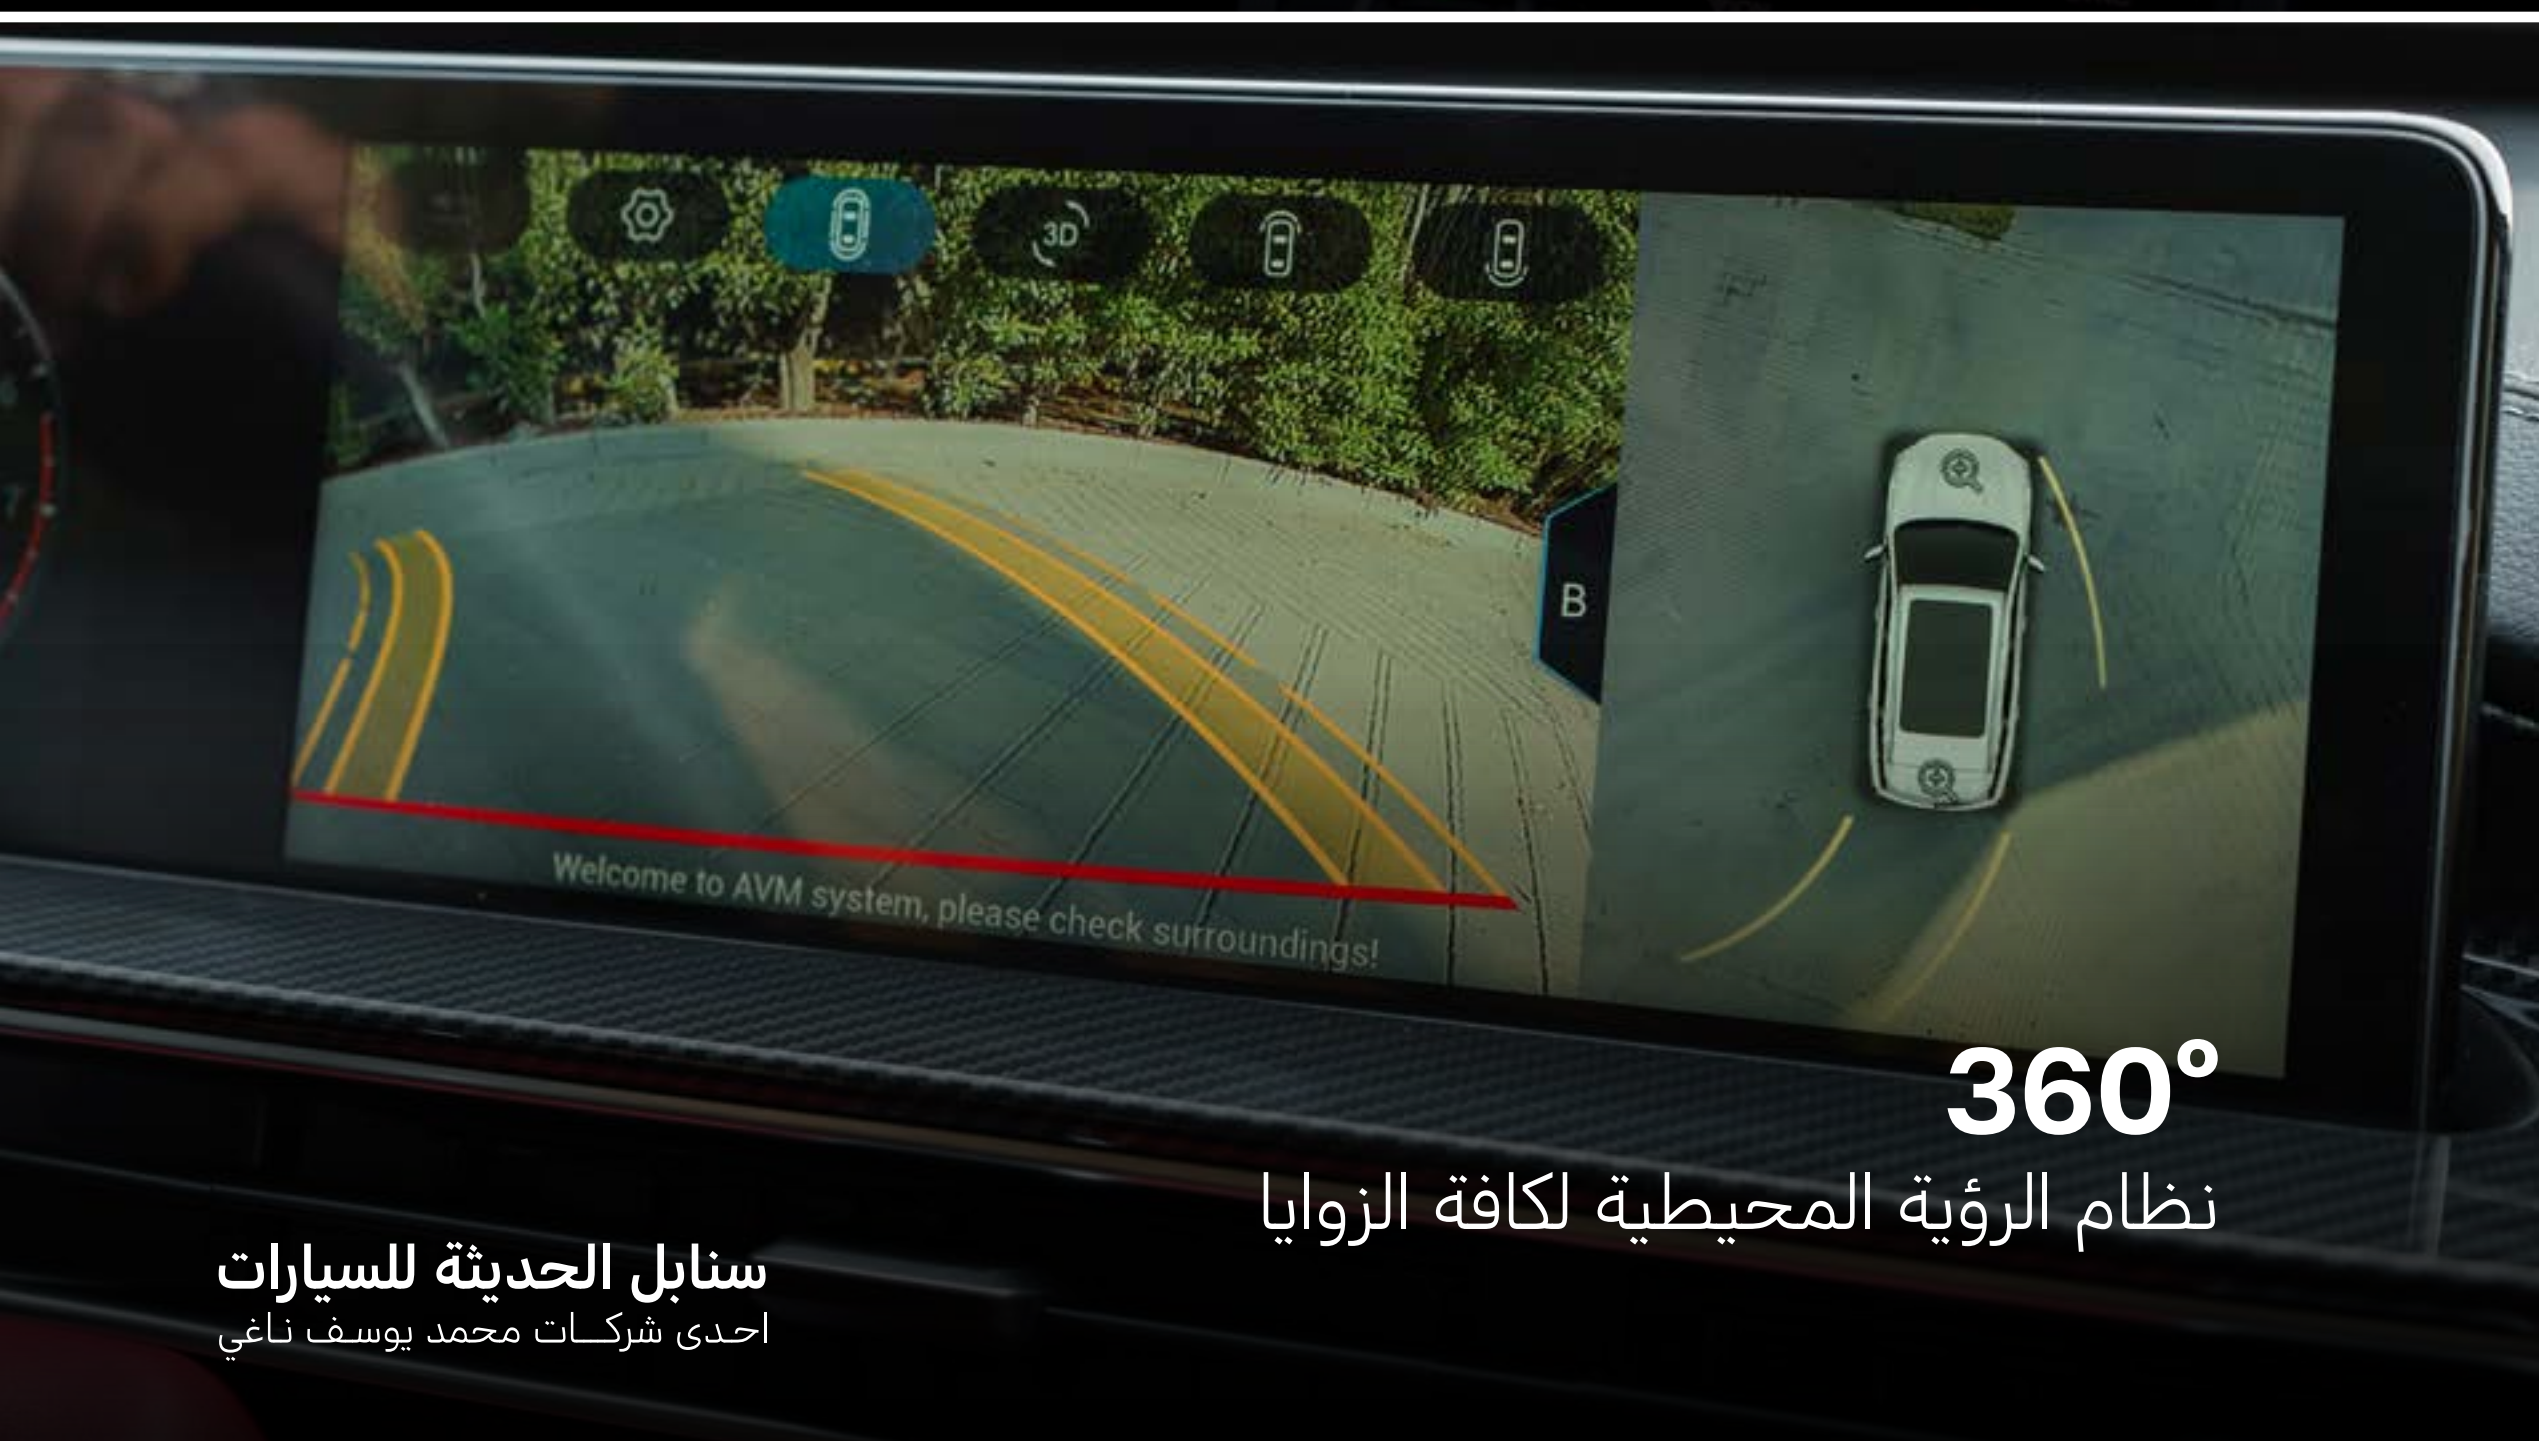 3D
B
Welcome to AVM system, please check surroundings!
360°
نظام الرؤية المحيطية لكافة الزوايا
سنابل الحديثة للسيارات
احدى شركات محمد يوسف ناغي